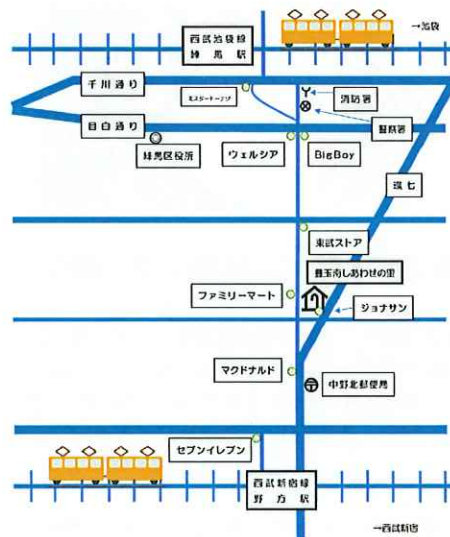 西武池袋線
練馬駅
→池袋
千川通り
ミスタードーナツ
消防署
目白通り
警察署
練馬区役所
ウェルシア
BigBoy
環七
東武ストア
豊玉南しあわせの里
ファミリーマート
ジョナサン
マクドナルド
中野北郵便局
セブンイレブン
西武新宿線
野方駅
→西武新宿